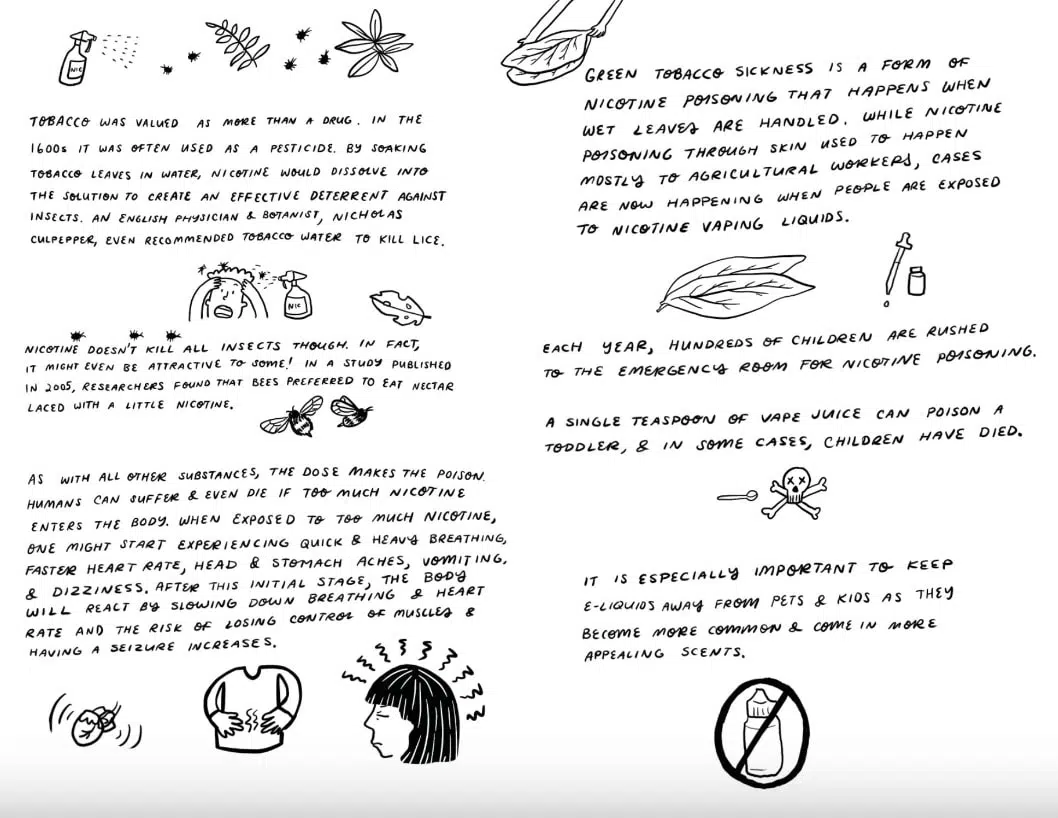 NIC
TOBACCO WAS VALUED AS MORE THAN A DRUG. IN THE
1600s IT WAS OFTEN USED AS A PESTICIDE. BY SOAKING
TOBACCO LEAVES IN WATER, NICOTINE WOULD DISSOLVE INTO
THE SOLUTION TO CREATE AN EFFECTIVE DETERRENT AGAINST
INSECTS. AN ENGLISH PHYSICIAN & BOTANIST, NICHOLAS
CULPEPPER, EVEN RECOMMENDED TOBACCO WATER TO KILL LICE.
NIC
NICOTINE DOESN'T KILL ALL INSECTS THOUGH. IN FACT,
IT MIGHT EVEN BE ATTRACTIVE TO SOME! IN A STUDY PUBLISHED
IN 2005, RESEARCHERS FOUND THAT BEES PREFERRED TO EAT NECTAR
LACED WITH A LITTLE NICOTINE.
AS WITH ALL OTHER SUBSTANCES, THE DOSE MAKES THE POISON.
HUMANS CAN SUFFER & EVEN DIE IF TOO MUCH NICOTINE
ENTERS THE BODY. WHEN EXPOSED TO TOO MUCH NICOTINE,
ONE MIGHT START EXPERIENCING QUICK & HEAVY BREATHING,
FASTER HEART RATE, HEAD & STOMACH ACHES, VOMITING,
& DIZZINESS. AFTER THIS INITIAL STAGE, THE BODY
WILL REACT BY SLOWING DOWN BREATHING & HEART
RATE AND THE RISK OF LOSING CONTROL OF MUSCLES &
HAVING A SEIZURE INCREASES.
GREEN TOBACCO SICKNESS IS A FORM OF
NICOTINE POISONING THAT HAPPENS WHEN
WET LEAVES ARE HANDLED. WHILE NICOTINE
POISONING THROUGH SKIN USED TO HAPPEN
MOSTLY TO AGRICULTURAL WORKERS, CASES
ARE NOW HAPPENING WHEN PEOPLE ARE EXPOSED
TO NICOTINE VAPING LIQUIDS.
EACH YEAR, HUNDREDS OF CHILDREN ARE RUSHED
TO THE EMERGENCY ROOM FOR NICOTINE POISONING.
A SINGLE TEASPOON OF VAPE JUICE CAN POISON A
TODDLER, & IN SOME CASES, CHILDREN HAVE DIED.
IT IS ESPECIALLY IMPORTANT TO KEEP
E-LIQUIDS AWAY FROM PETS & KIDS AS THEY
BECOME MORE COMMON & COME IN MORE
APPEALING SCENTS.